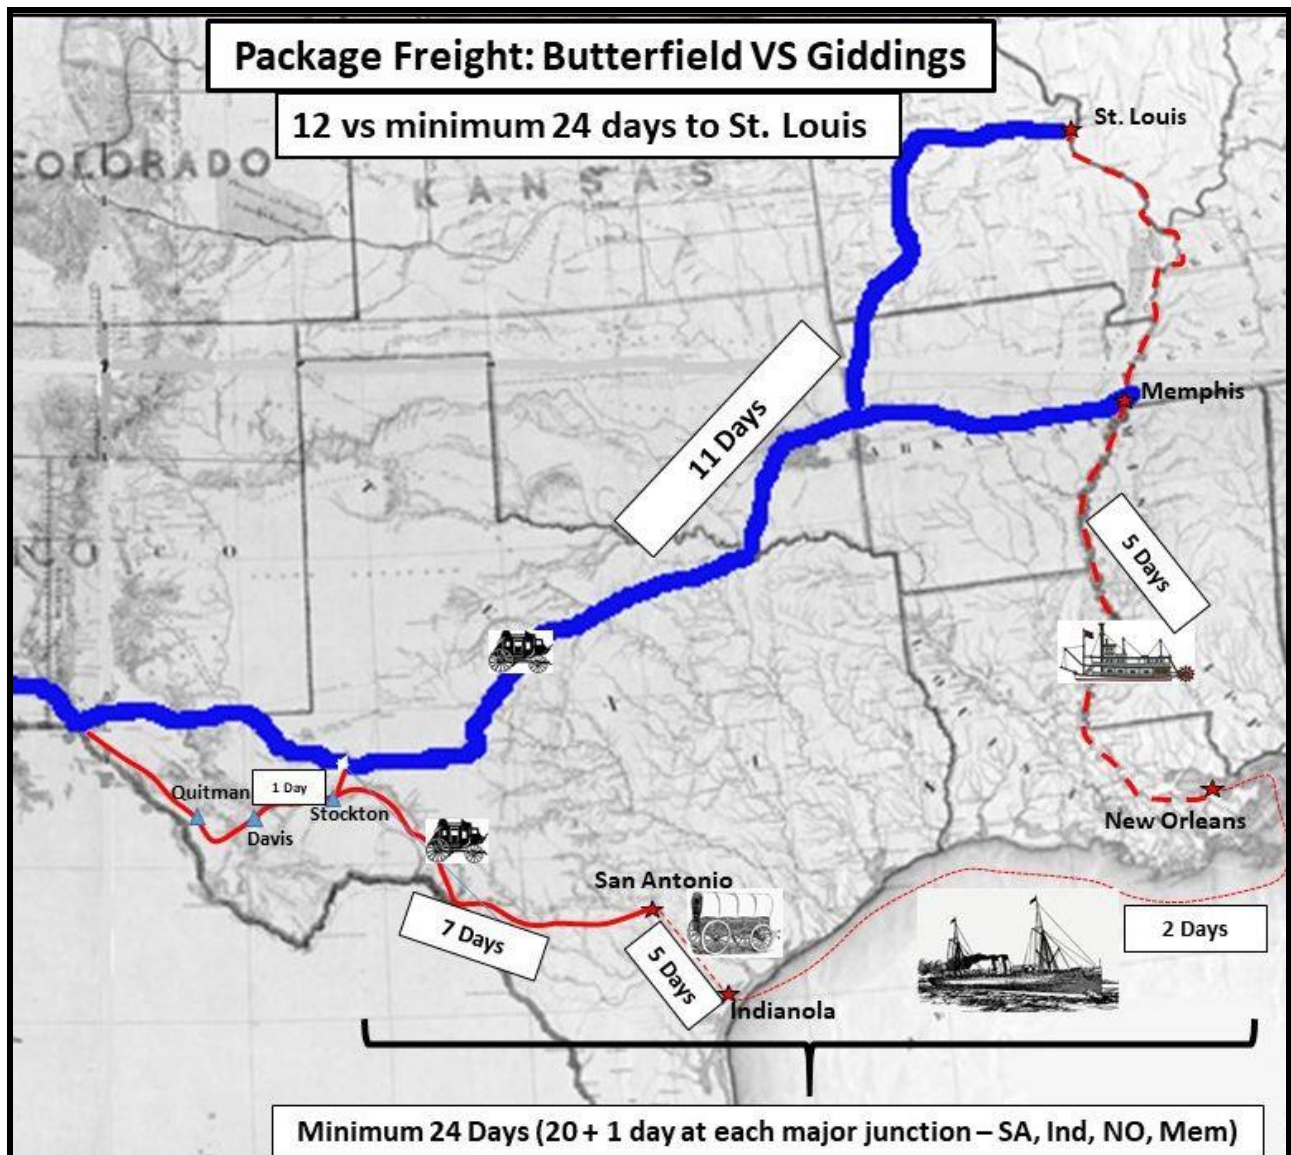 Package Freight: Butterfield VS Giddings
12 vs minimum 24 days to St. Louis
St. Louis
COLORADO
KANSAS
Memphis
11 Days
5 Days
Quitman
1 Day
Stockton
Davis
New Orleans
San Antonio
7 Days
5 Days
2 Days
Indianola
Minimum 24 Days (20 + 1 day at each major junction – SA, Ind, NO, Mem)